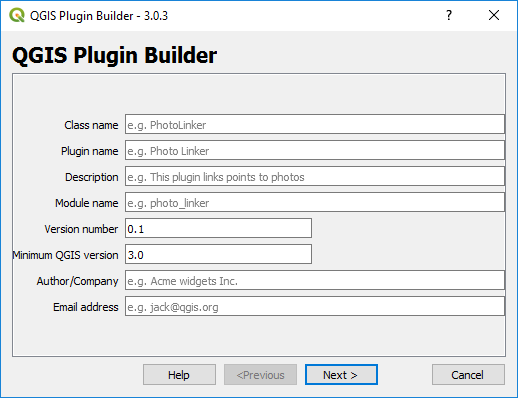 QGIS Plugin Builder - 3.0.3
QGIS Plugin Builder
Class name e.g. PhotoLinker
Plugin name e.g. Photo Linker
Description e.g. This plugin links points to photos
Module name e.g. photo_linker
Version number 0.1
Minimum QGIS version 3.0
Author/Company e.g. Acme widgets Inc.
Email address e.g. jack@qgis.org
Help <Previous Next > Cancel